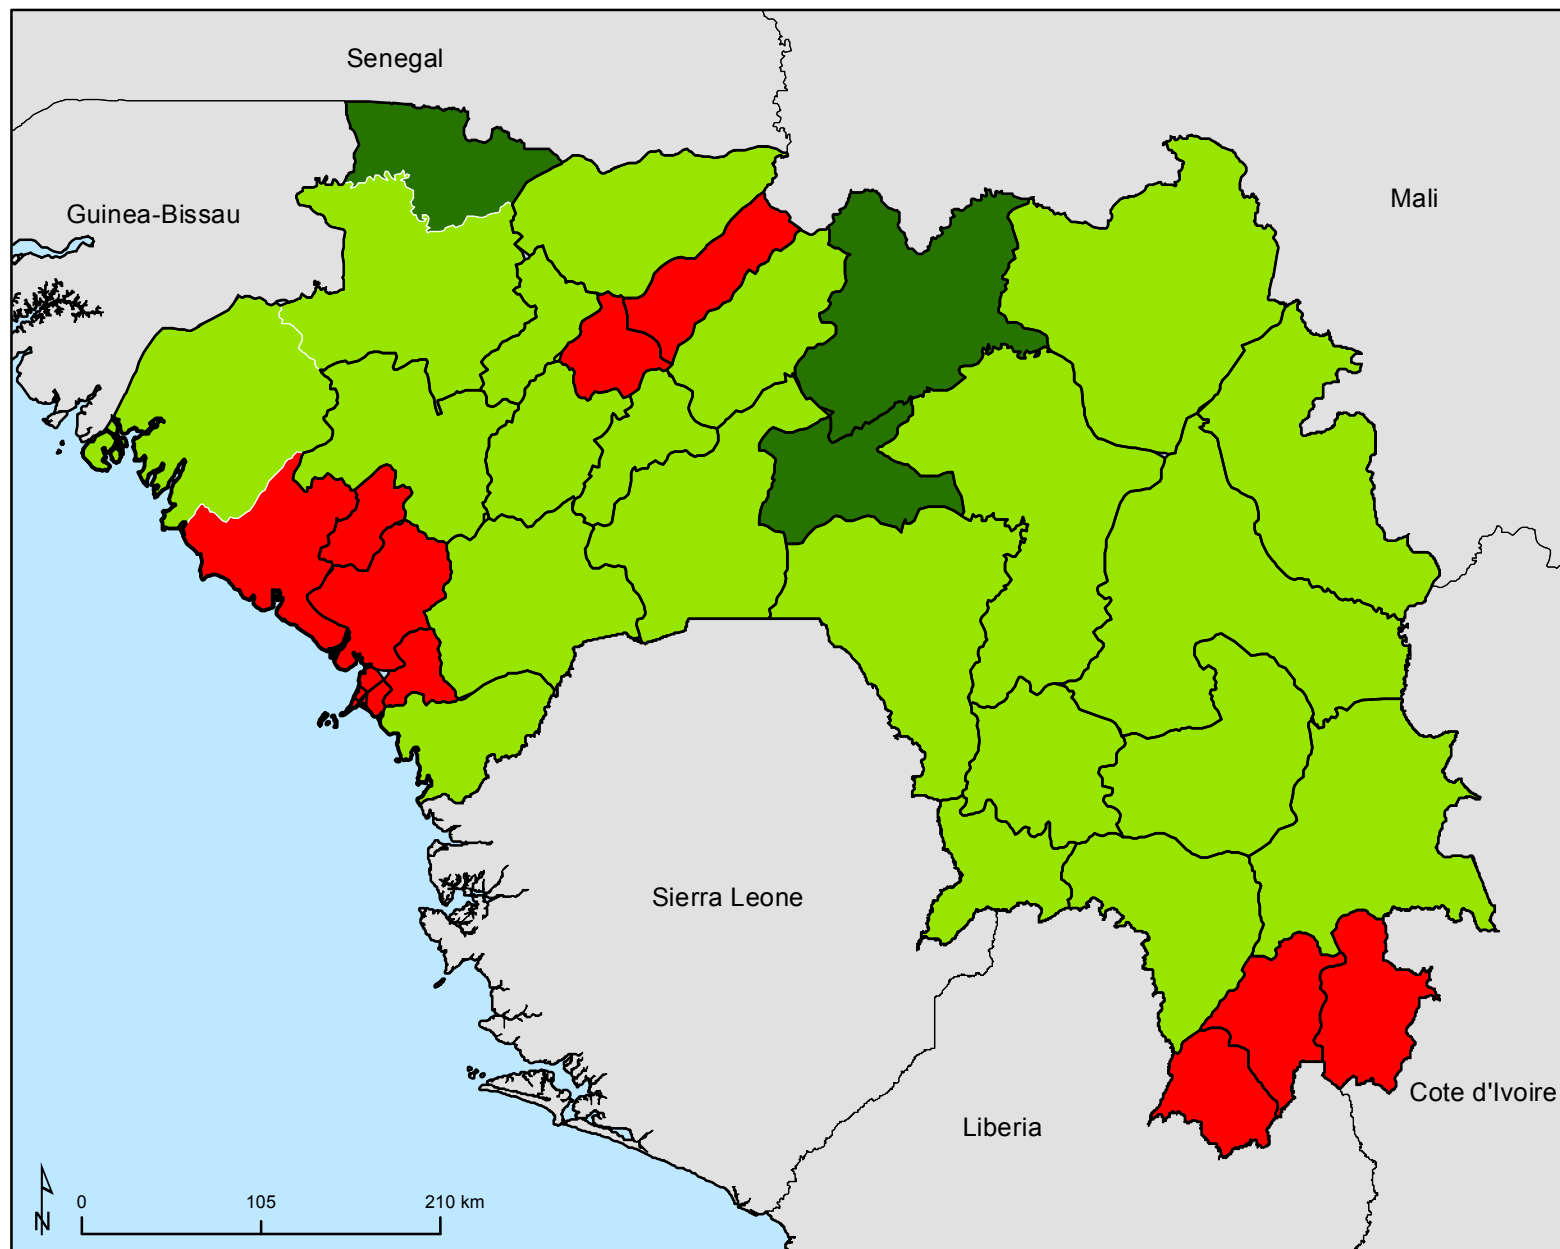 Senegal
Mali
Guinea-Bissau
Sierra Leone
Cote d'Ivoire
Liberia
N
0 105 210 km